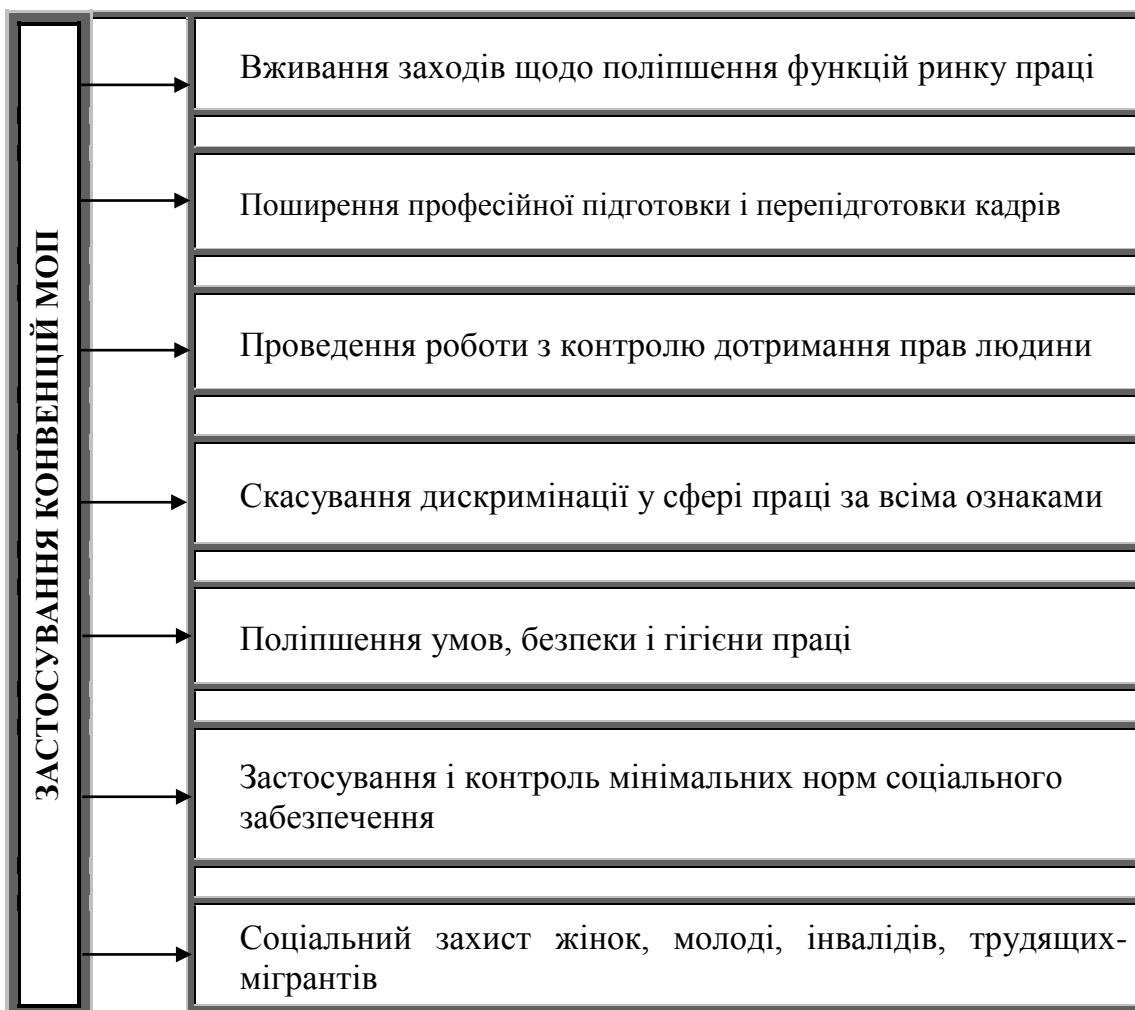 ЗАСТОСУВАННЯ КОНВЕНЦІЙ МОП
Вживання заходів щодо поліпшення функцій ринку праці
Поширення професійної підготовки і перепідготовки кадрів
Проведення роботи з контролю дотримання прав людини
Скасування дискримінації у сфері праці за всіма ознаками
Поліпшення умов, безпеки і гігієни праці
Застосування і контроль мінімальних норм соціального
забезпечення
Соціальний захист жінок, молоді, інвалідів, трудящих-
мігрантів